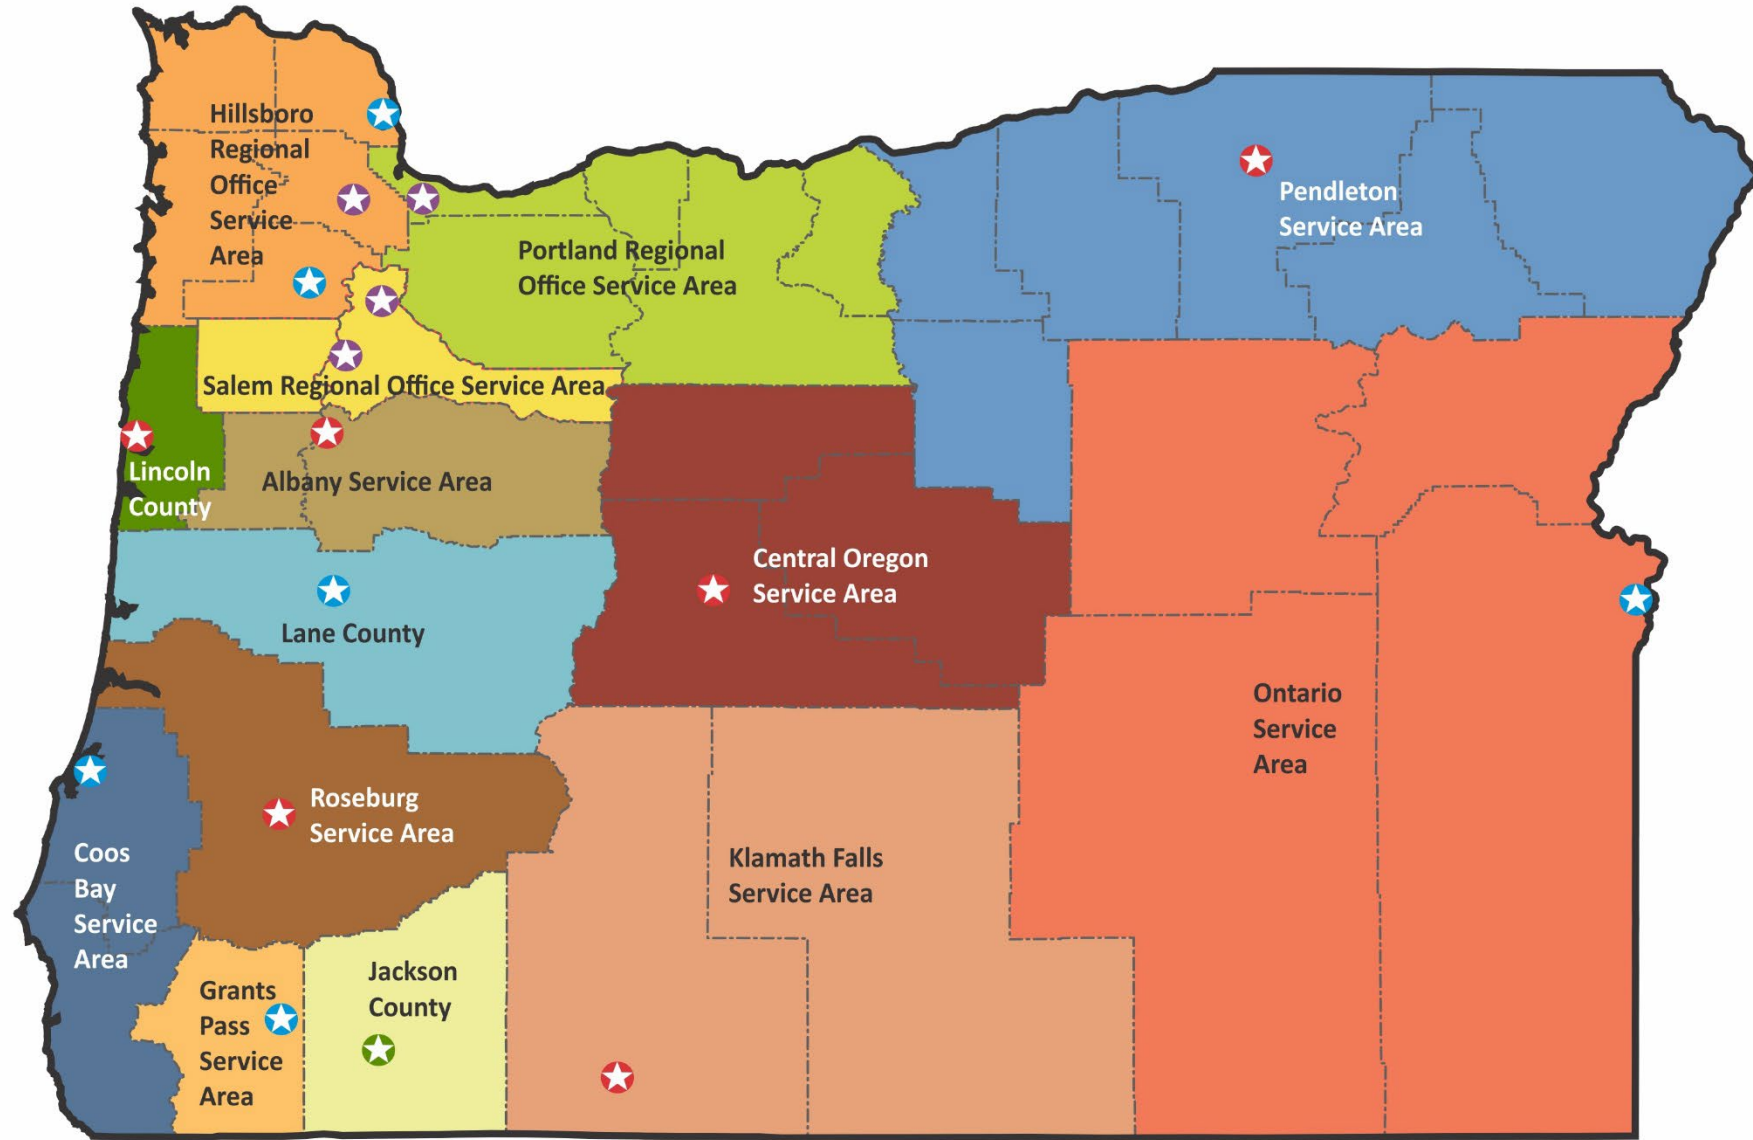 Hillsboro
Regional
Office
Service
Area
Pendleton
Service Area
Portland Regional
Office Service Area
Salem Regional Office Service Area
Lincoln
County
Albany Service Area
Central Oregon
Service Area
Lane County
Ontario
Service
Area
Roseburg
Service Area
Coos
Bay
Service
Area
Klamath Falls
Service Area
Jackson
County
Grants
Pass
Service
Area